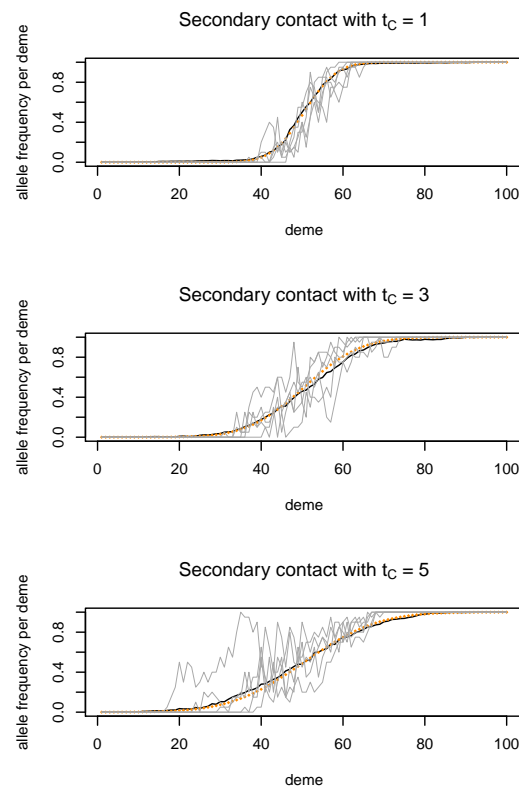 Secondary contact with t_C = 1
allele frequency per deme
0.0 0.4 0.8
0 20 40 60 80 100
deme
Secondary contact with t_C = 3
allele frequency per deme
0.0 0.4 0.8
0 20 40 60 80 100
deme
Secondary contact with t_C = 5
allele frequency per deme
0.0 0.4 0.8
0 20 40 60 80 100
deme